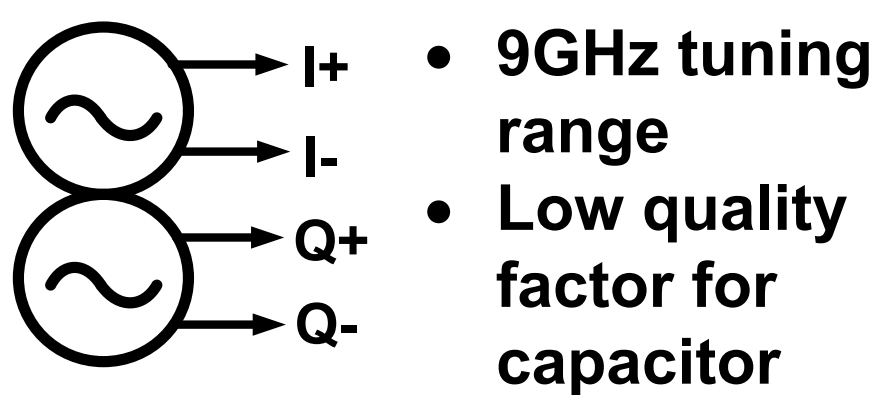 I+
I-
Q+
Q-
• 9GHz tuning
range
• Low quality
factor for
capacitor